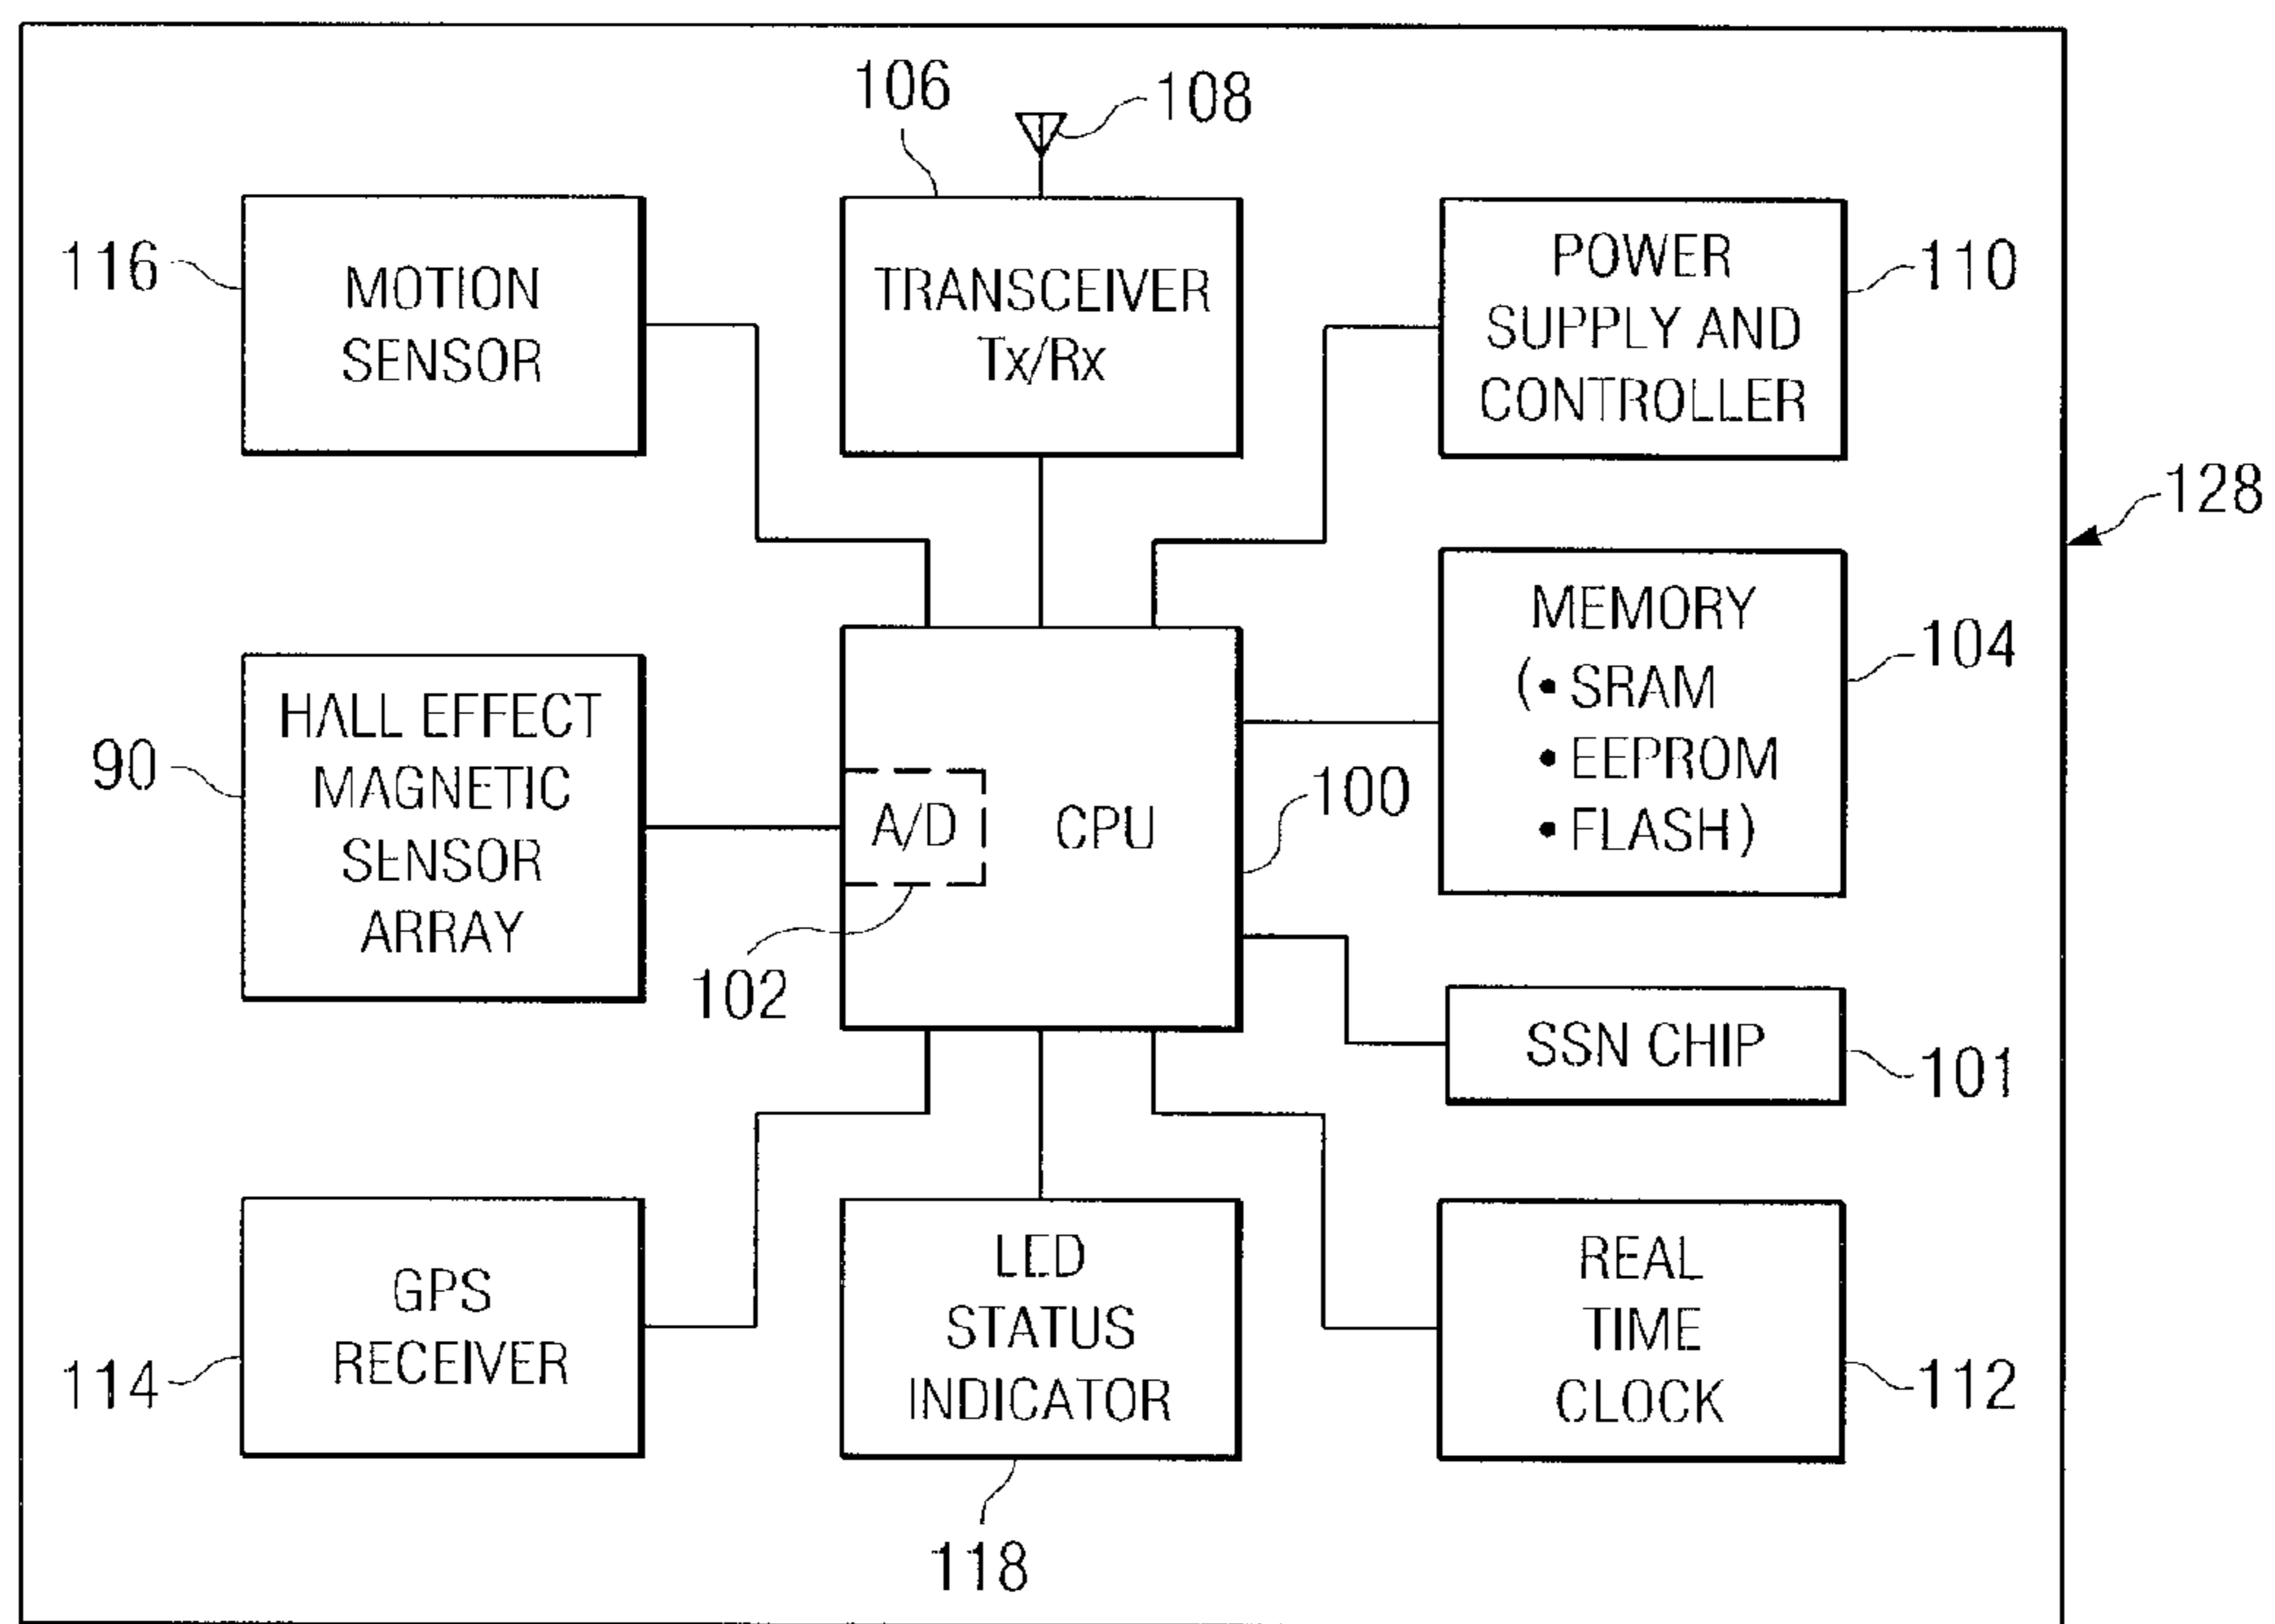 106
108
116
MOTION
SENSOR
TRANSCEIVER
Tx/Rx
POWER
SUPPLY AND
CONTROLLER
110
128
90
HALL EFFECT
MAGNETIC
SENSOR
ARRAY
A/D
CPU
102
100
MEMORY
(• SRAM
• EEPROM
• FLASH)
104
SSN CHIP
101
114
GPS
RECEIVER
LED
STATUS
INDICATOR
118
REAL
TIME
CLOCK
112